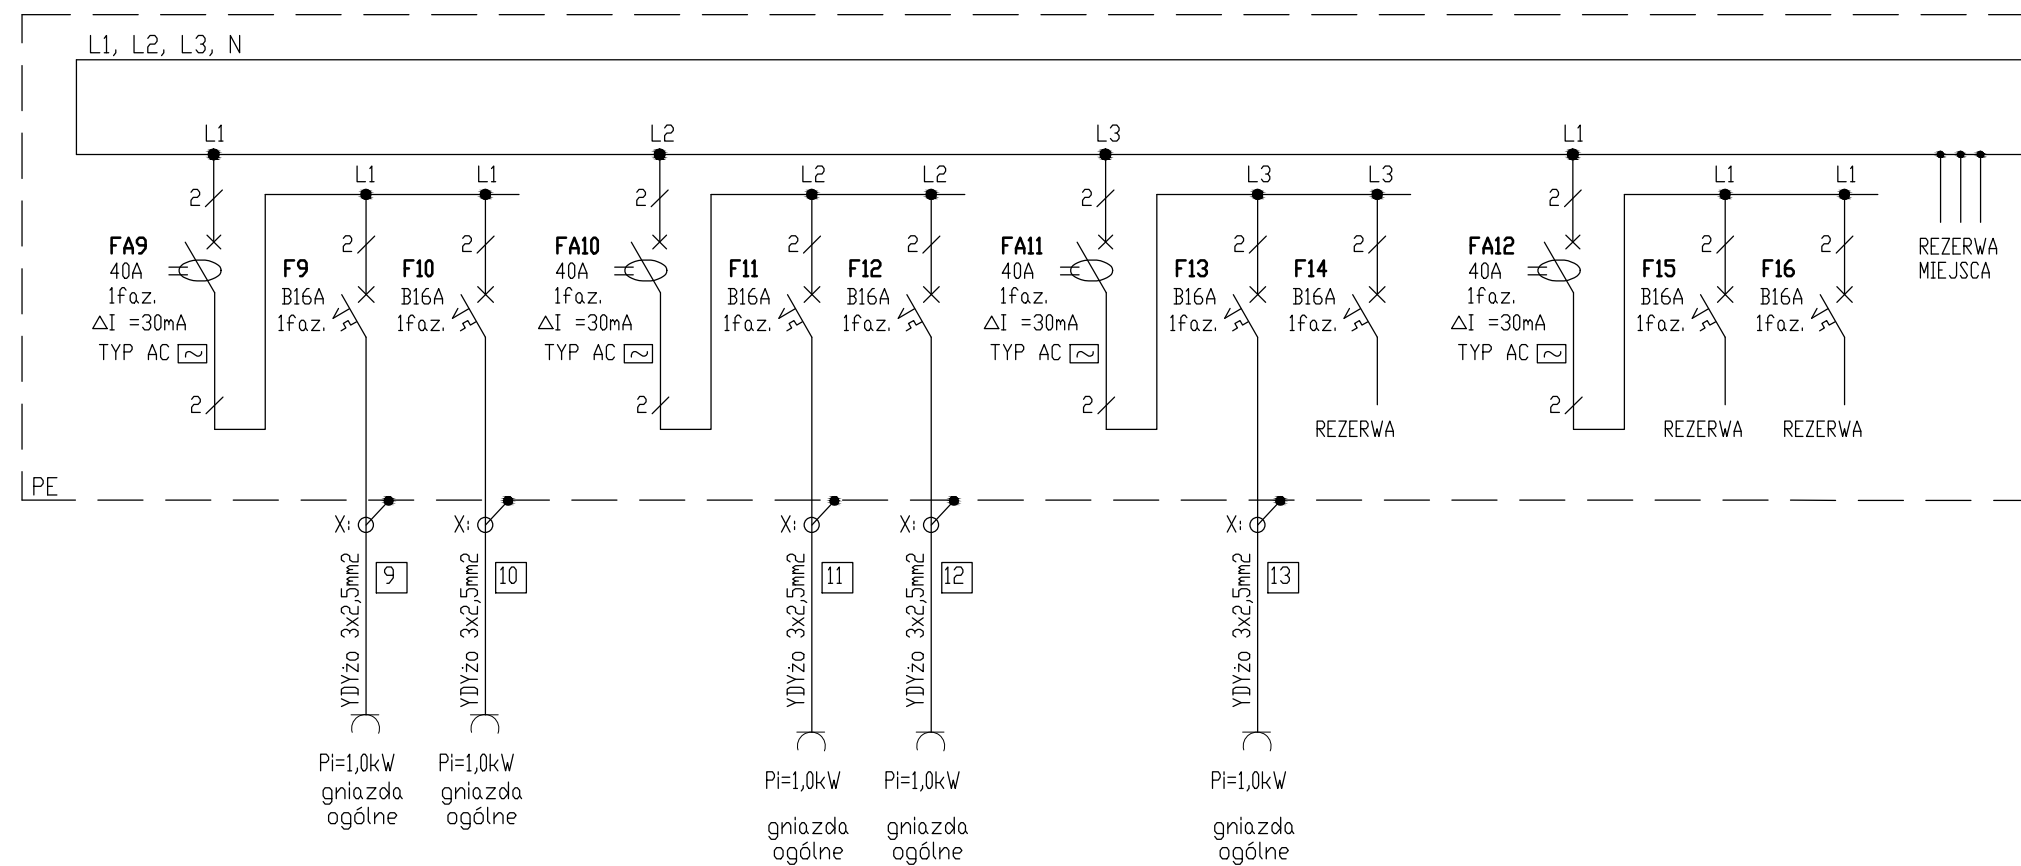 L1, L2, L3, N
L1
L2
L3
L1
L1
L1
L2
L2
L3
L3
L1
L1
2
2
2
2
FA9
40A
1faz.
ΔI =30mA
TYP AC ~
2
F9
B16A
1faz.
2
F10
B16A
1faz.
2
FA10
40A
1faz.
ΔI =30mA
TYP AC ~
2
F11
B16A
1faz.
2
F12
B16A
1faz.
2
FA11
40A
1faz.
ΔI =30mA
TYP AC ~
2
F13
B16A
1faz.
2
F14
B16A
1faz.
2
REZERWA
FA12
40A
1faz.
ΔI =30mA
TYP AC ~
2
F15
B16A
1faz.
2
REZERWA
F16
B16A
1faz.
2
REZERWA
REZERWA
MIEJSCA
PE
X:
X:
X:
X:
X:
YDYżo 3x2,5mm2
9
YDYżo 3x2,5mm2
10
YDYżo 3x2,5mm2
11
YDYżo 3x2,5mm2
12
YDYżo 3x2,5mm2
13
Pi=1,0kW
gniazda
ogólne
Pi=1,0kW
gniazda
ogólne
Pi=1,0kW
gniazda
ogólne
Pi=1,0kW
gniazda
ogólne
Pi=1,0kW
gniazda
ogólne